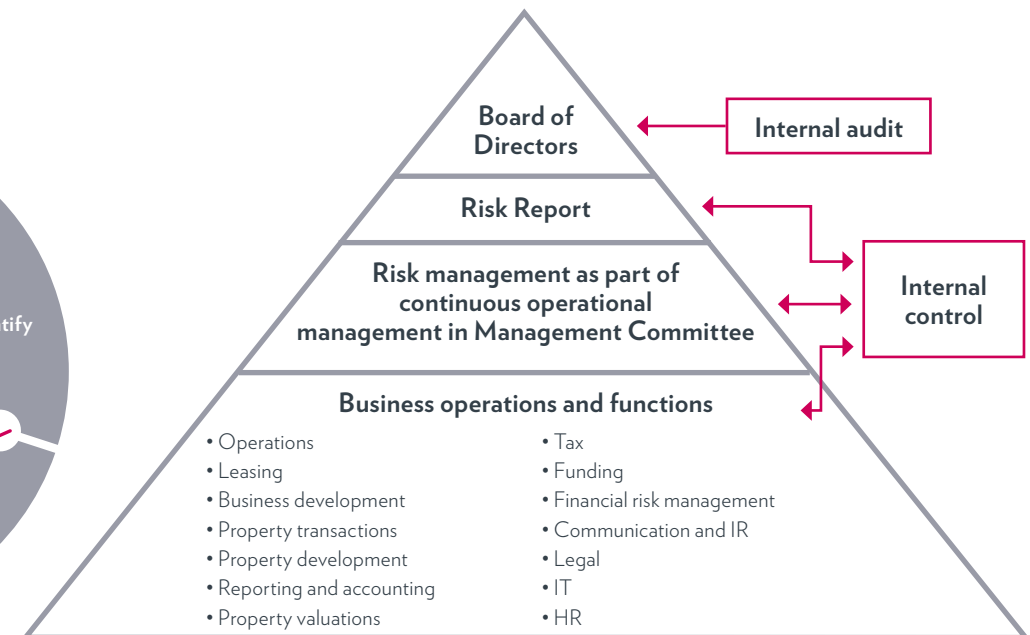 Board of
Directors
Internal audit
Risk Report
Risk management as part of
continuous operational
management in Management Committee
Internal
control
Business operations and functions
• Operations
• Leasing
• Business development
• Property transactions
• Property development
• Reporting and accounting
• Property valuations
• Tax
• Funding
• Financial risk management
• Communication and IR
• Legal
• IT
• HR